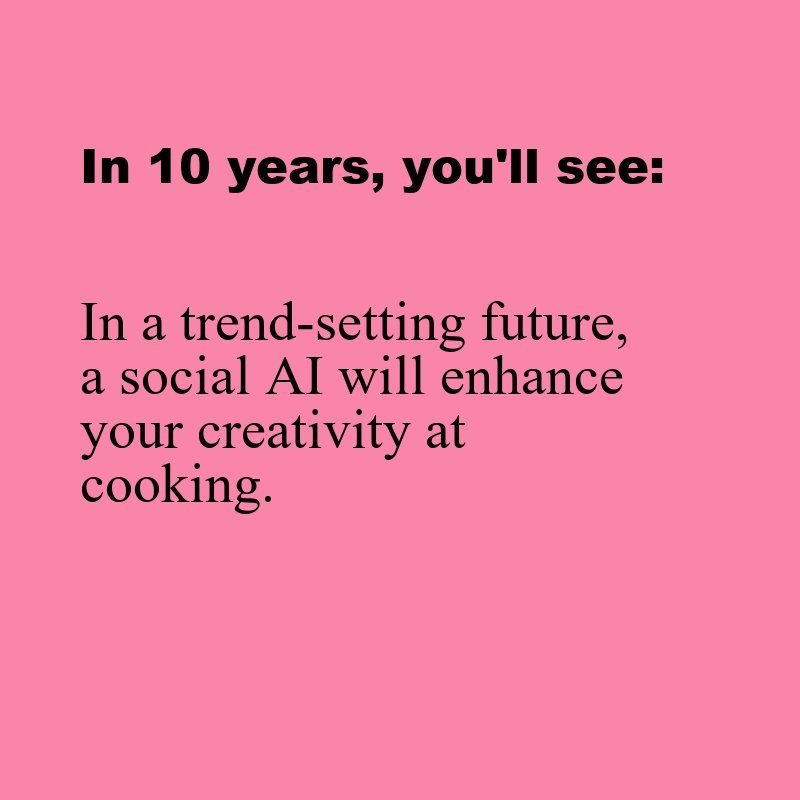 In 10 years, you'll see:
In a trend-setting future,
a social AI will enhance
your creativity at
cooking.